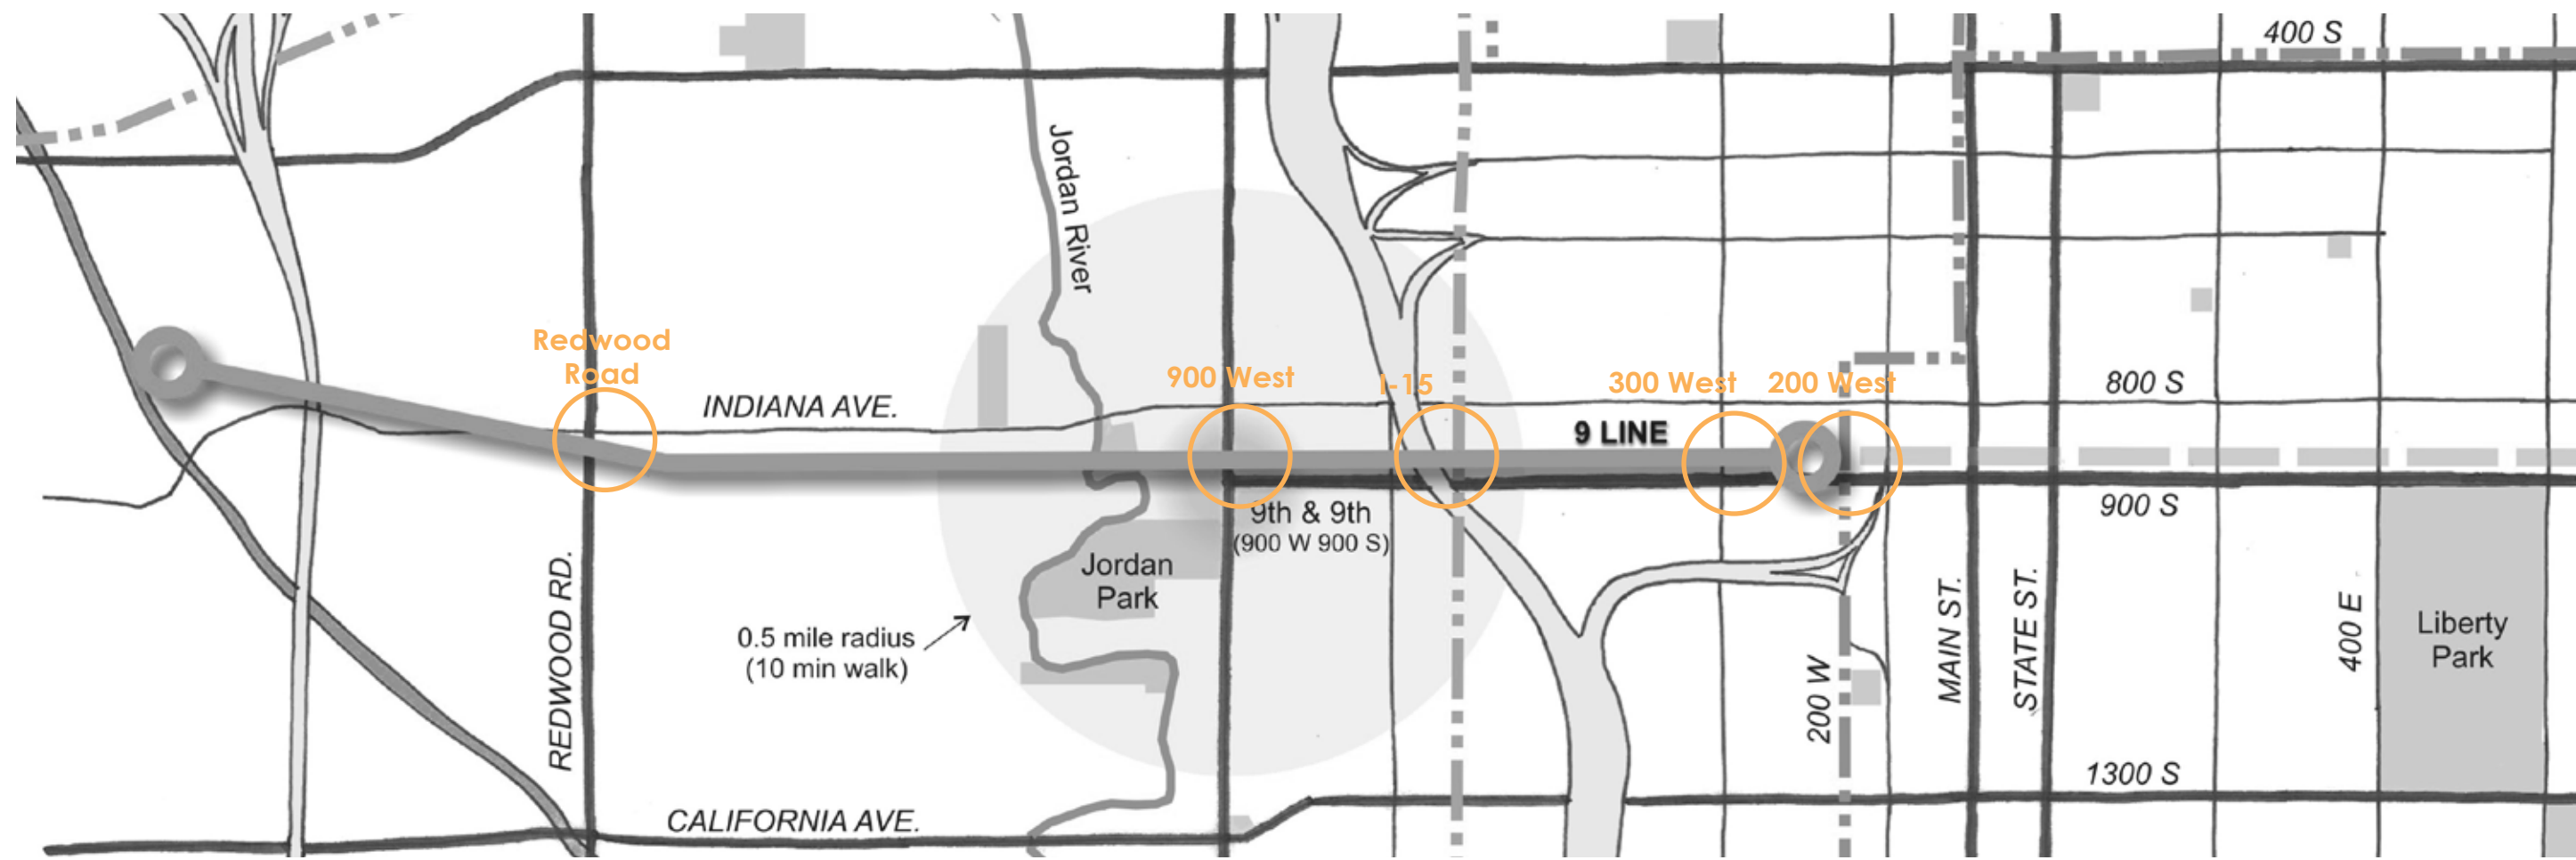 400 S
Jordan River
Redwood
Road
900 West
I-15
300 West
200 West
800 S
INDIANA AVE.
9 LINE
900 S
9th & 9th
(900 W 900 S)
Jordan
Park
0.5 mile radius
(10 min walk)
REDWOOD RD.
200 W
MAIN ST.
STATE ST.
400 E
Liberty
Park
1300 S
CALIFORNIA AVE.